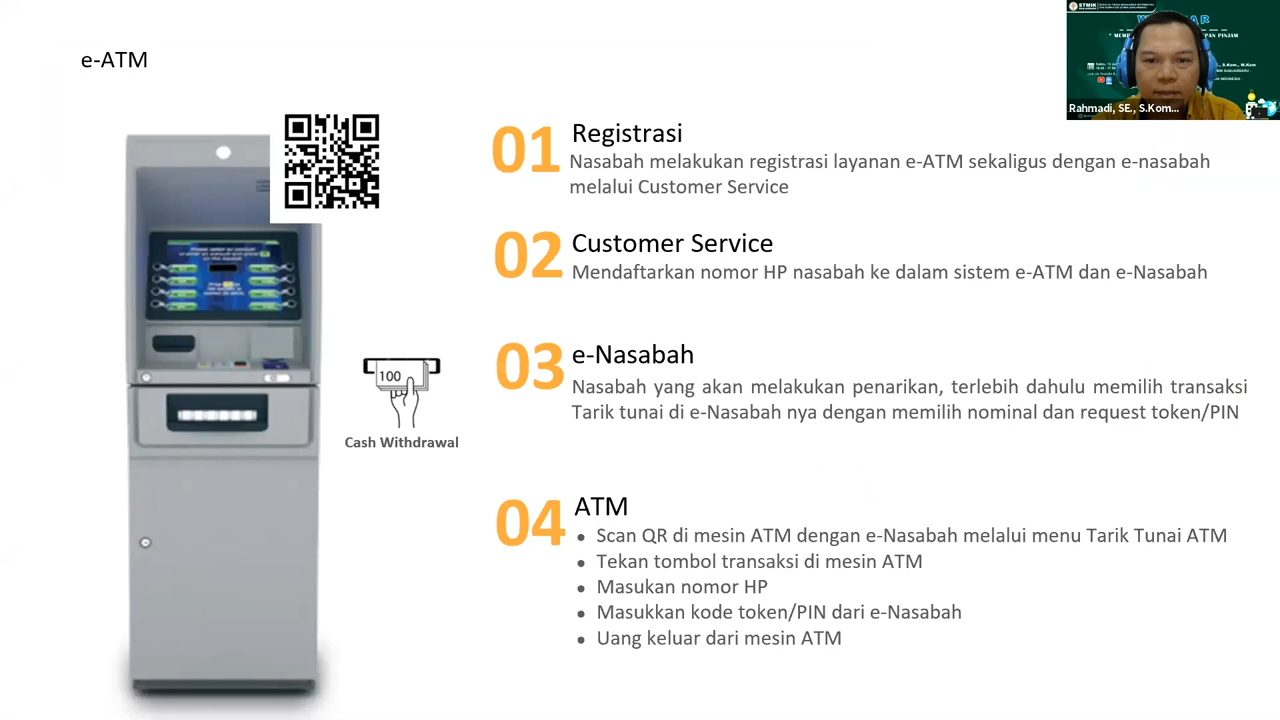 e-ATM
STMIK
Rahmadi, SE., S.Kom...
01 Registrasi
Nasabah melakukan registrasi layanan e-ATM sekaligus dengan e-nasabah
melalui Customer Service
02 Customer Service
Mendaftarkan nomor HP nasabah ke dalam sistem e-ATM dan e-Nasabah
03 e-Nasabah
Nasabah yang akan melakukan penarikan, terlebih dahulu memilih transaksi
Tarik tunai di e-Nasabah nya dengan memilih nominal dan request token/PIN
100
Cash Withdrawal
04 ATM
• Scan QR di mesin ATM dengan e-Nasabah melalui menu Tarik Tunai ATM
• Tekan tombol transaksi di mesin ATM
• Masukan nomor HP
• Masukkan kode token/PIN dari e-Nasabah
• Uang keluar dari mesin ATM